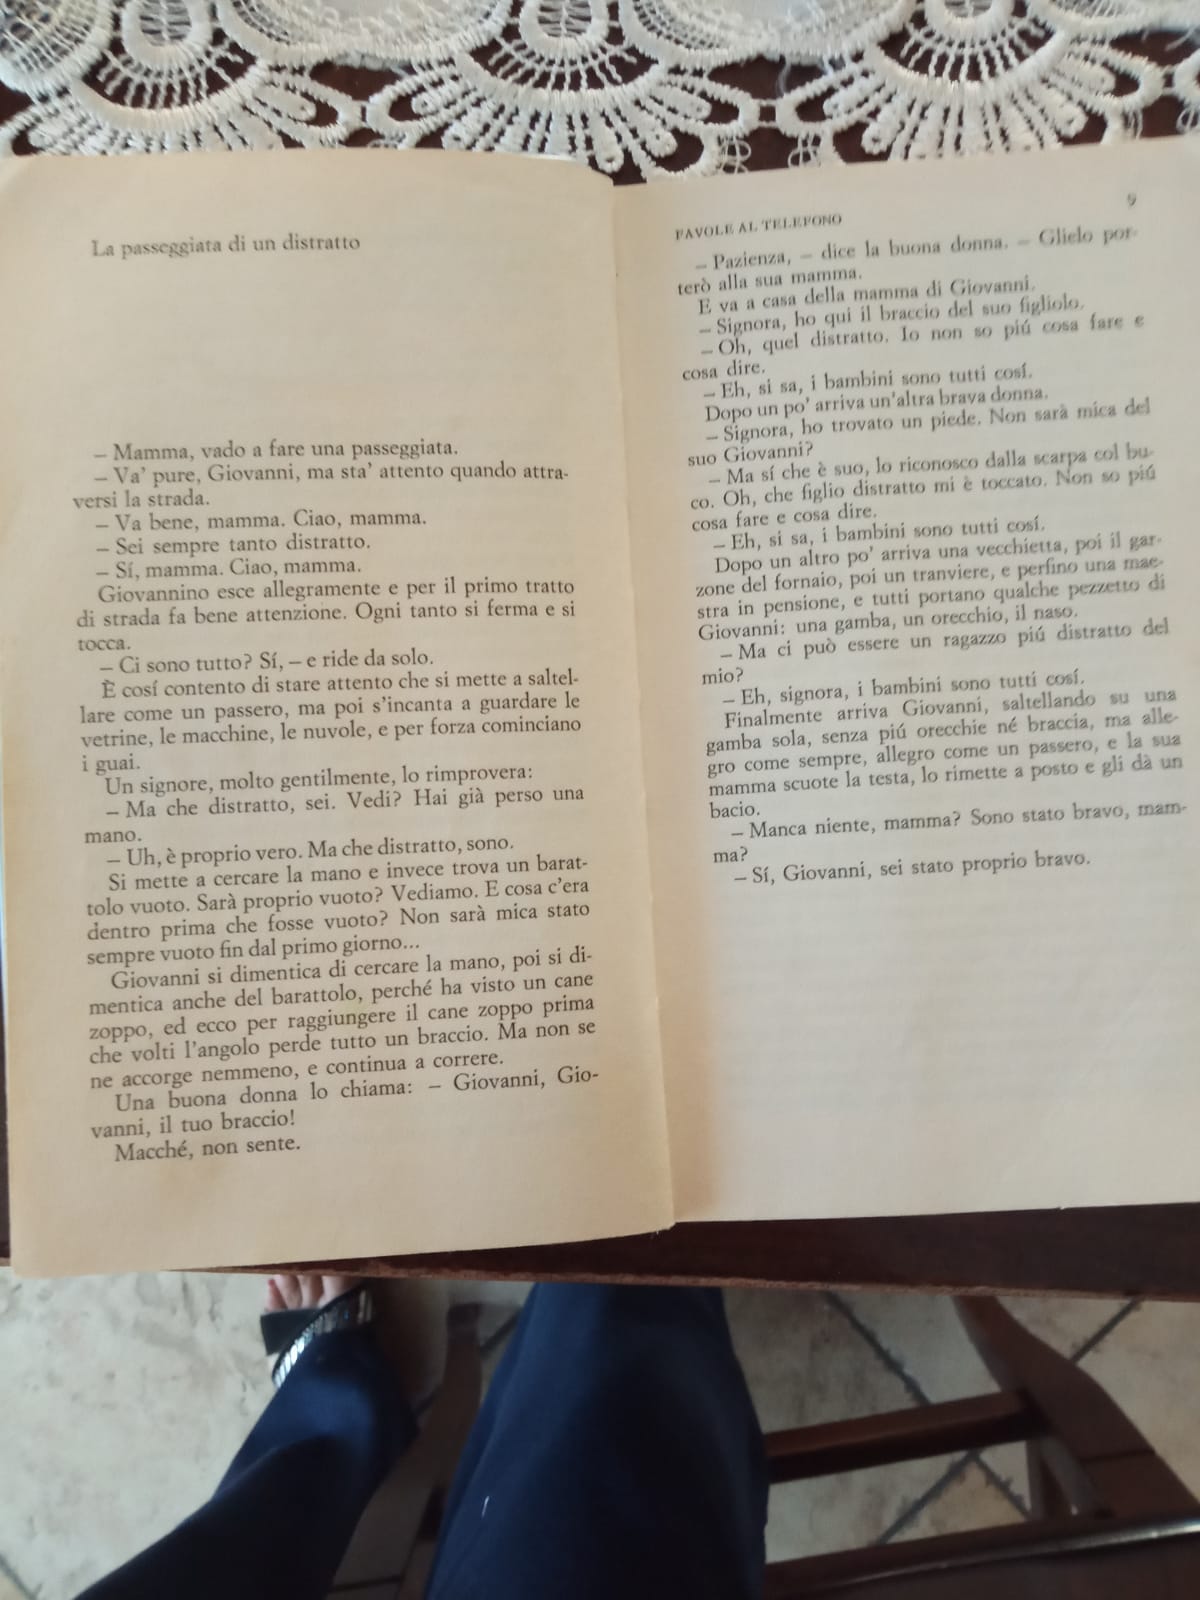 La passeggiata di un distratto
– Mamma, vado a fare una passeggiata.
– Va' pure, Giovanni, ma sta' attento quando attra-
versi la strada.
– Va bene, mamma. Ciao, mamma.
– Sei sempre tanto distratto.
– Sí, mamma. Ciao, mamma.
Giovannino esce allegramente e per il primo tratto
di strada fa bene attenzione. Ogni tanto si ferma e si
tocca.
– Ci sono tutto? Sí, – e ride da solo.
È cosí contento di stare attento che si mette a saltel-
lare come un passero, ma poi s'incanta a guardare le
vetrine, le macchine, le nuvole, e per forza cominciano
i guai.
Un signore, molto gentilmente, lo rimprovera:
– Ma che distratto, sei. Vedi? Hai già perso una
mano.
– Uh, è proprio vero. Ma che distratto, sono.
Si mette a cercare la mano e invece trova un barat-
tolo vuoto. Sarà proprio vuoto? Vediamo. E cosa c'era
dentro prima che fosse vuoto? Non sarà mica stato
sempre vuoto fin dal primo giorno...
Giovanni si dimentica di cercare la mano, poi si di-
mentica anche del barattolo, perché ha visto un cane
zoppo, ed ecco per raggiungere il cane zoppo prima
che volti l'angolo perde tutto un braccio. Ma non se
ne accorge nemmeno, e continua a correre.
Una buona donna lo chiama: – Giovanni, Gio-
vanni, il tuo braccio!
Macché, non sente.
FAVOLE AL TELEFONO 9
– Pazienza, – dice la buona donna. – Glielo por-
terò alla sua mamma.
E va a casa della mamma di Giovanni.
– Signora, ho qui il braccio del suo figliolo.
– Oh, quel distratto. Io non so piú cosa fare e
cosa dire.
– Eh, si sa, i bambini sono tutti cosí.
Dopo un po' arriva un'altra brava donna.
– Signora, ho trovato un piede. Non sarà mica del
suo Giovanni?
– Ma sí che è suo, lo riconosco dalla scarpa col bu-
co. Oh, che figlio distratto mi è toccato. Non so piú
cosa fare e cosa dire.
– Eh, si sa, i bambini sono tutti cosí.
Dopo un altro po' arriva una vecchietta, poi il gar-
zone del fornaio, poi un tranviere, e perfino una mae-
stra in pensione, e tutti portano qualche pezzetto di
Giovanni: una gamba, un orecchio, il naso.
– Ma ci può essere un ragazzo piú distratto del
mio?
– Eh, signora, i bambini sono tutti cosí.
Finalmente arriva Giovanni, saltellando su una
gamba sola, senza piú orecchie né braccia, ma alle-
gro come sempre, allegro come un passero, e la sua
mamma scuote la testa, lo rimette a posto e gli dà un
bacio.
– Manca niente, mamma? Sono stato bravo, mam-
ma?
– Sí, Giovanni, sei stato proprio bravo.